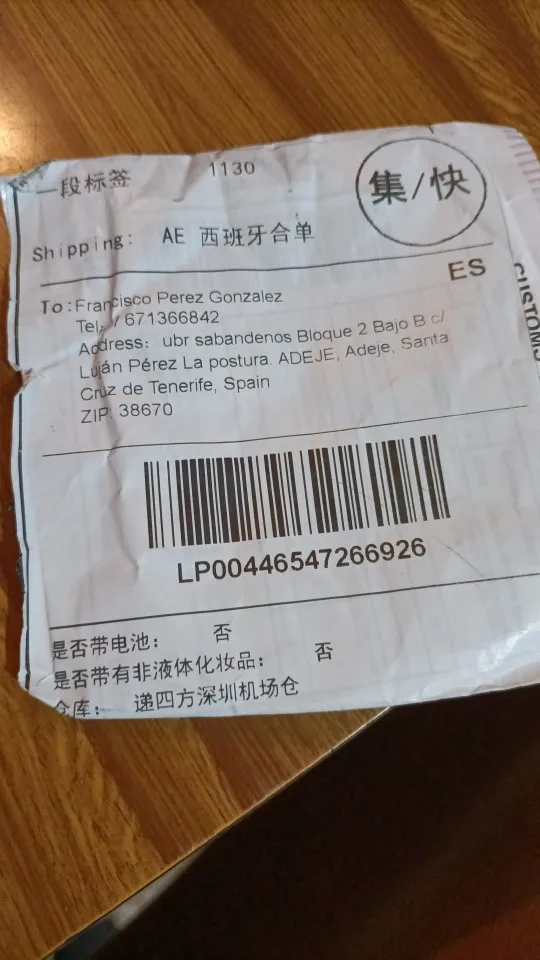 一段标签 1130
集/快
Shipping: AE 西班牙合单
ES
CUSTOMS
To: Francisco Perez Gonzalez
Tel: / 671366842
Address: ubr sabandenos Bloque 2 Bajo B c/
Luján Pérez La postura. ADEJE, Adeje, Santa
Cruz de Tenerife, Spain
ZIP: 38670
LP00446547266926
是否带电池: 否
是否带有非液体化妆品: 否
仓库: 递四方深圳机场仓